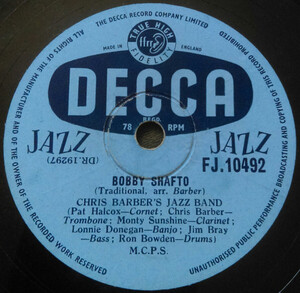 THE DECCA RECORD COMPANY LIMITED.
ALL RIGHTS OF THE MANUFACTURER AND OF THE OWNER OF THE RECORDED WORK RESERVED
UNAUTHORISED PUBLIC PERFORMANCE BROADCASTING AND COPYING OF THIS RECORD PROHIBITED
TRUE HIGH
ffrr
FIDELITY
MADE IN ENGLAND
DECCA
REGD.
78 RPM
JAZZ JAZZ
(DR.19297) FJ.10492
BOBBY SHAFTO
(Traditional, arr. Barber)
CHRIS BARBER'S JAZZ BAND
(Pat Halcox—Cornet; Chris Barber—
Trombone; Monty Sunshine—Clarinet;
Lonnie Donegan—Banjo; Jim Bray
—Bass; Ron Bowden—Drums)
M.C.P.S.